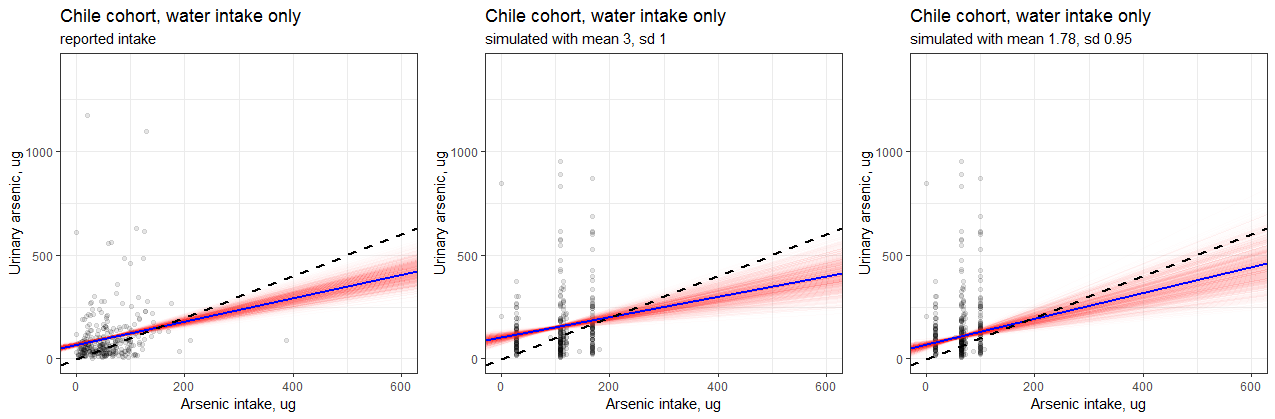 Chile cohort, water intake only
reported intake
Urinary arsenic, ug
1000
500
0
0
200
400
600
Arsenic intake, ug
Chile cohort, water intake only
simulated with mean 3, sd 1
Urinary arsenic, ug
1000
500
0
0
200
400
600
Arsenic intake, ug
Chile cohort, water intake only
simulated with mean 1.78, sd 0.95
Urinary arsenic, ug
1000
500
0
0
200
400
600
Arsenic intake, ug